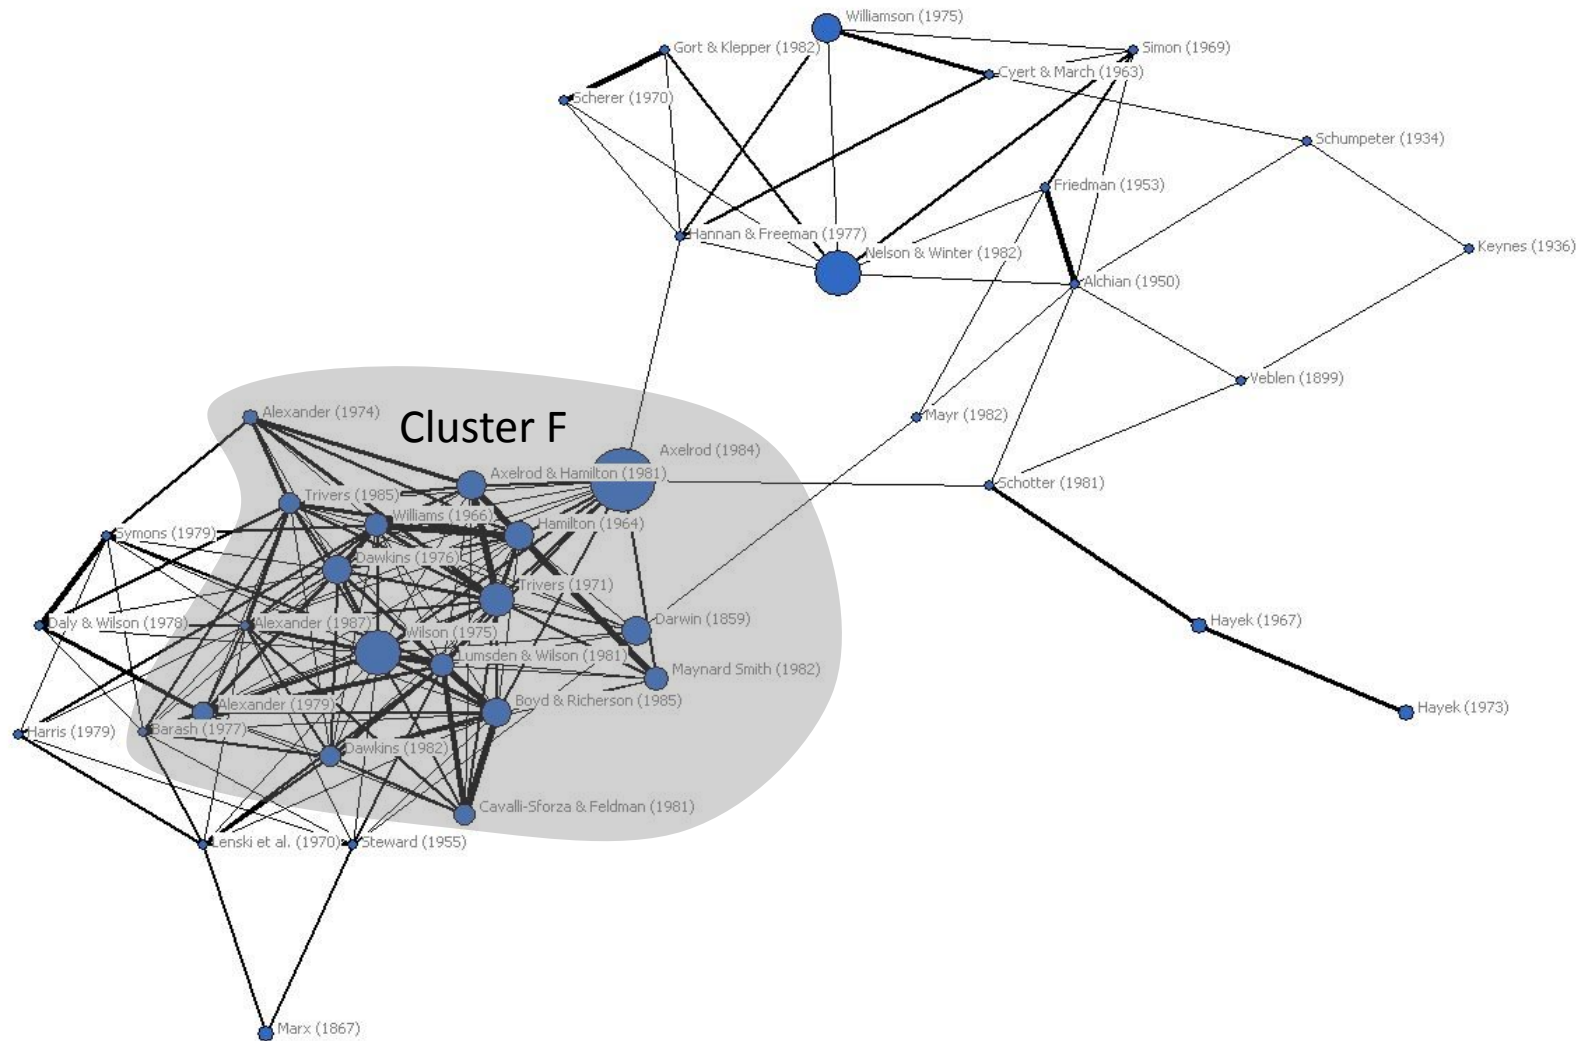 Williamson (1975)
Gort & Klepper (1982)
Simon (1969)
Cyert & March (1963)
Scherer (1970)
Schumpeter (1934)
Friedman (1953)
Hannan & Freeman (1977)
Keynes (1936)
Nelson & Winter (1982)
Alchian (1950)
Veblen (1899)
Alexander (1974)
Mayr (1982)
Cluster F
Axelrod (1984)
Axelrod & Hamilton (1981)
Schotter (1981)
Trivers (1985)
Williams (1966)
Hamilton (1964)
Symons (1979)
Dawkins (1976)
Trivers (1971)
Darwin (1859)
Hayek (1967)
Daly & Wilson (1978)
Alexander (1987)
Wilson (1975)
Lumsden & Wilson (1981)
Maynard Smith (1982)
Boyd & Richerson (1985)
Alexander (1979)
Hayek (1973)
Harris (1979)
Barash (1977)
Dawkins (1982)
Cavalli-Sforza & Feldman (1981)
Lenski et al. (1970)
Steward (1955)
Marx (1867)